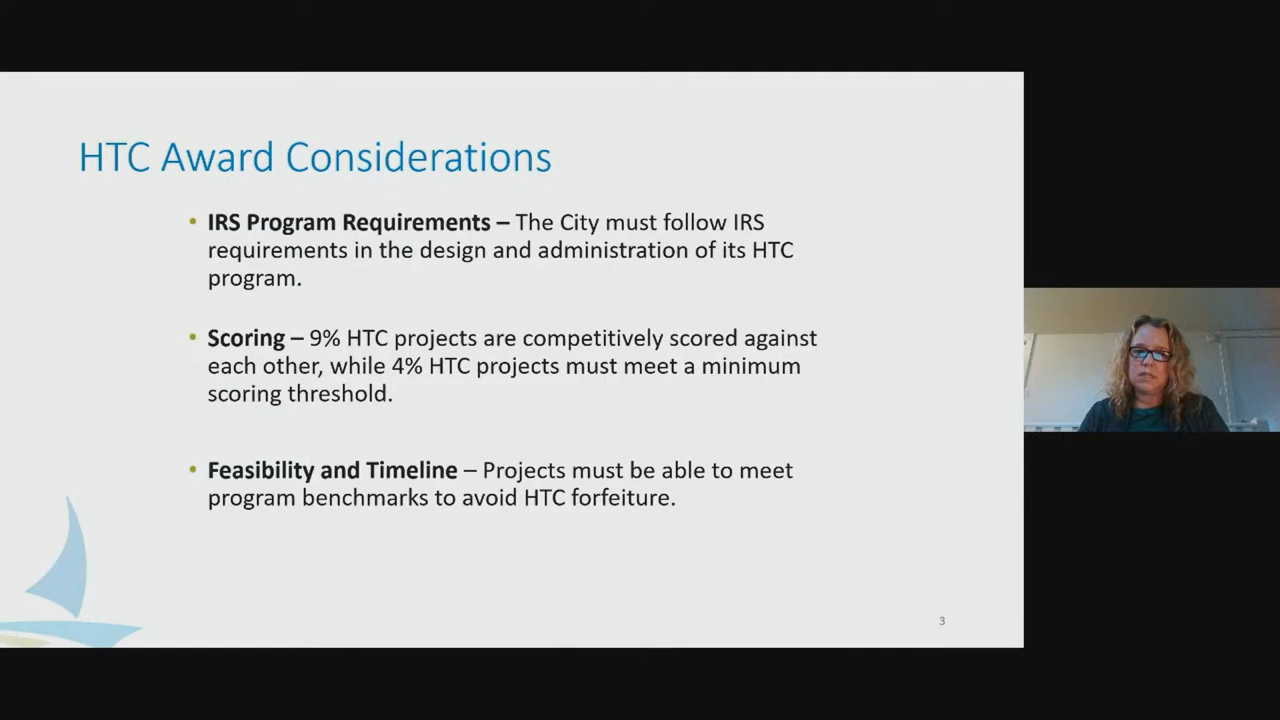 HTC Award Considerations
• IRS Program Requirements – The City must follow IRS
requirements in the design and administration of its HTC
program.
• Scoring – 9% HTC projects are competitively scored against
each other, while 4% HTC projects must meet a minimum
scoring threshold.
• Feasibility and Timeline – Projects must be able to meet
program benchmarks to avoid HTC forfeiture.
3